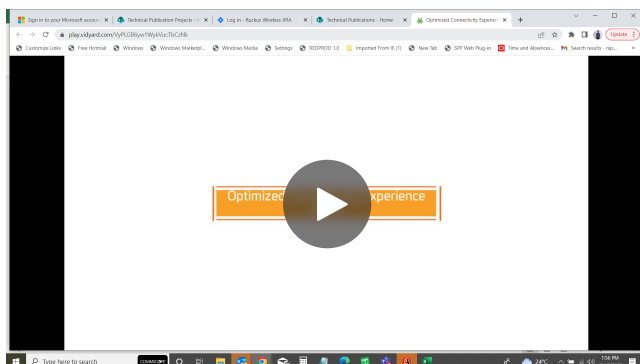 Sign in to your Microsoft accou
Technical Publication Projects -
Log in - Ruckus Wireless JIRA
Technical Publications - Home
Optimized Connectivity Experien
play.vidyard.com/
Update
Customize Links
Free Hotmail
Windows
Windows Marketpl...
Windows Media
Settings
REDPROD 1.0
Imported From IE (1)
New Tab
SPP Web Plug-in
Time and Absences...
Search results - rep...
Optimized
xperience
Type here to search
COMMSCOPE
24°C
1:56 PM